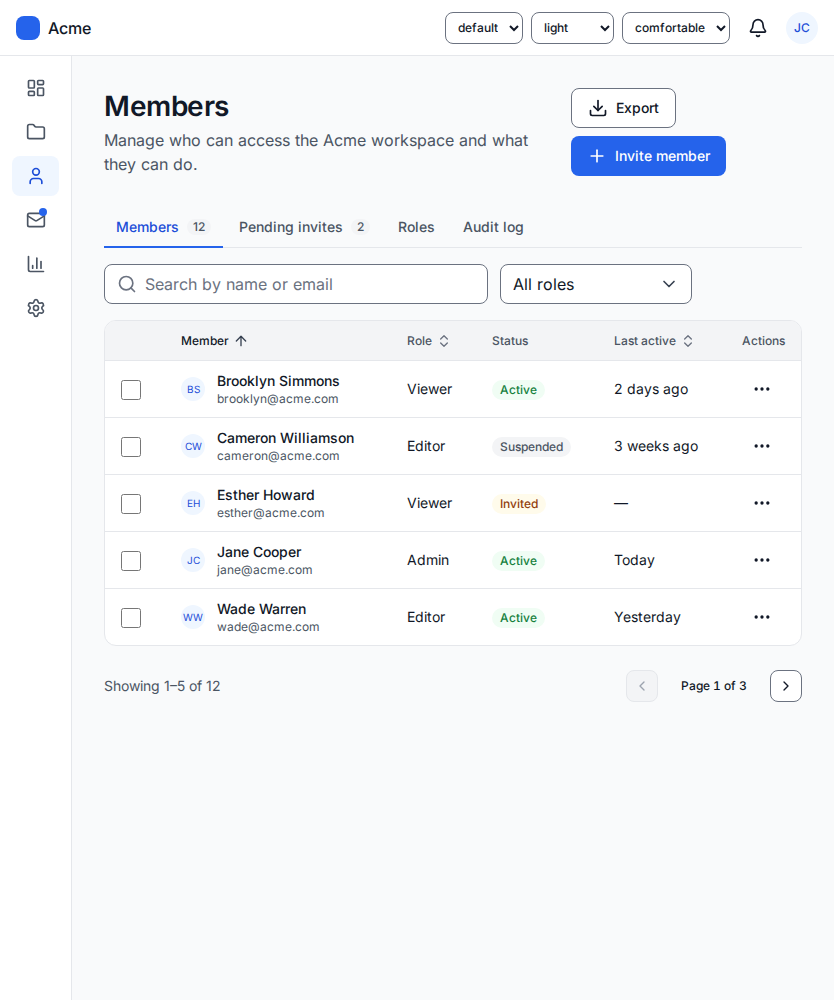 Acme
default
light
comfortable
JC
Members
Manage who can access the Acme workspace and what
they can do.
Export
Invite member
Members 12
Pending invites 2
Roles
Audit log
Search by name or email
All roles
Member
Role
Status
Last active
Actions
BS
Brooklyn Simmons
brooklyn@acme.com
Viewer
Active
2 days ago
CW
Cameron Williamson
cameron@acme.com
Editor
Suspended
3 weeks ago
EH
Esther Howard
esther@acme.com
Viewer
Invited
—
JC
Jane Cooper
jane@acme.com
Admin
Active
Today
WW
Wade Warren
wade@acme.com
Editor
Active
Yesterday
Showing 1–5 of 12
Page 1 of 3